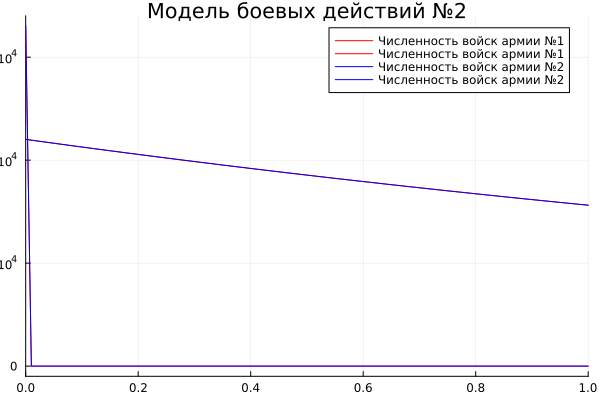 Модель боевых действий №2
Численность войск армии №1
Численность войск армии №1
Численность войск армии №2
Численность войск армии №2
10⁴
10⁴
10⁴
0
0.0 0.2 0.4 0.6 0.8 1.0